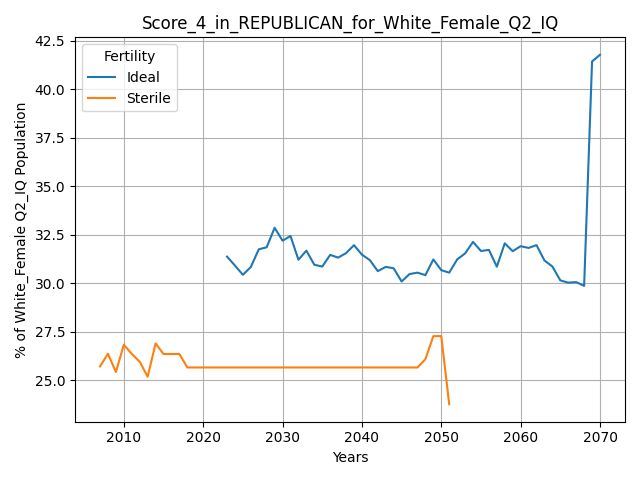 Score_4_in_REPUBLICAN_for_White_Female_Q2_IQ
% of White_Female Q2_IQ Population
42.5
40.0
37.5
35.0
32.5
30.0
27.5
25.0
Fertility
Ideal
Sterile
2010 2020 2030 2040 2050 2060 2070
Years